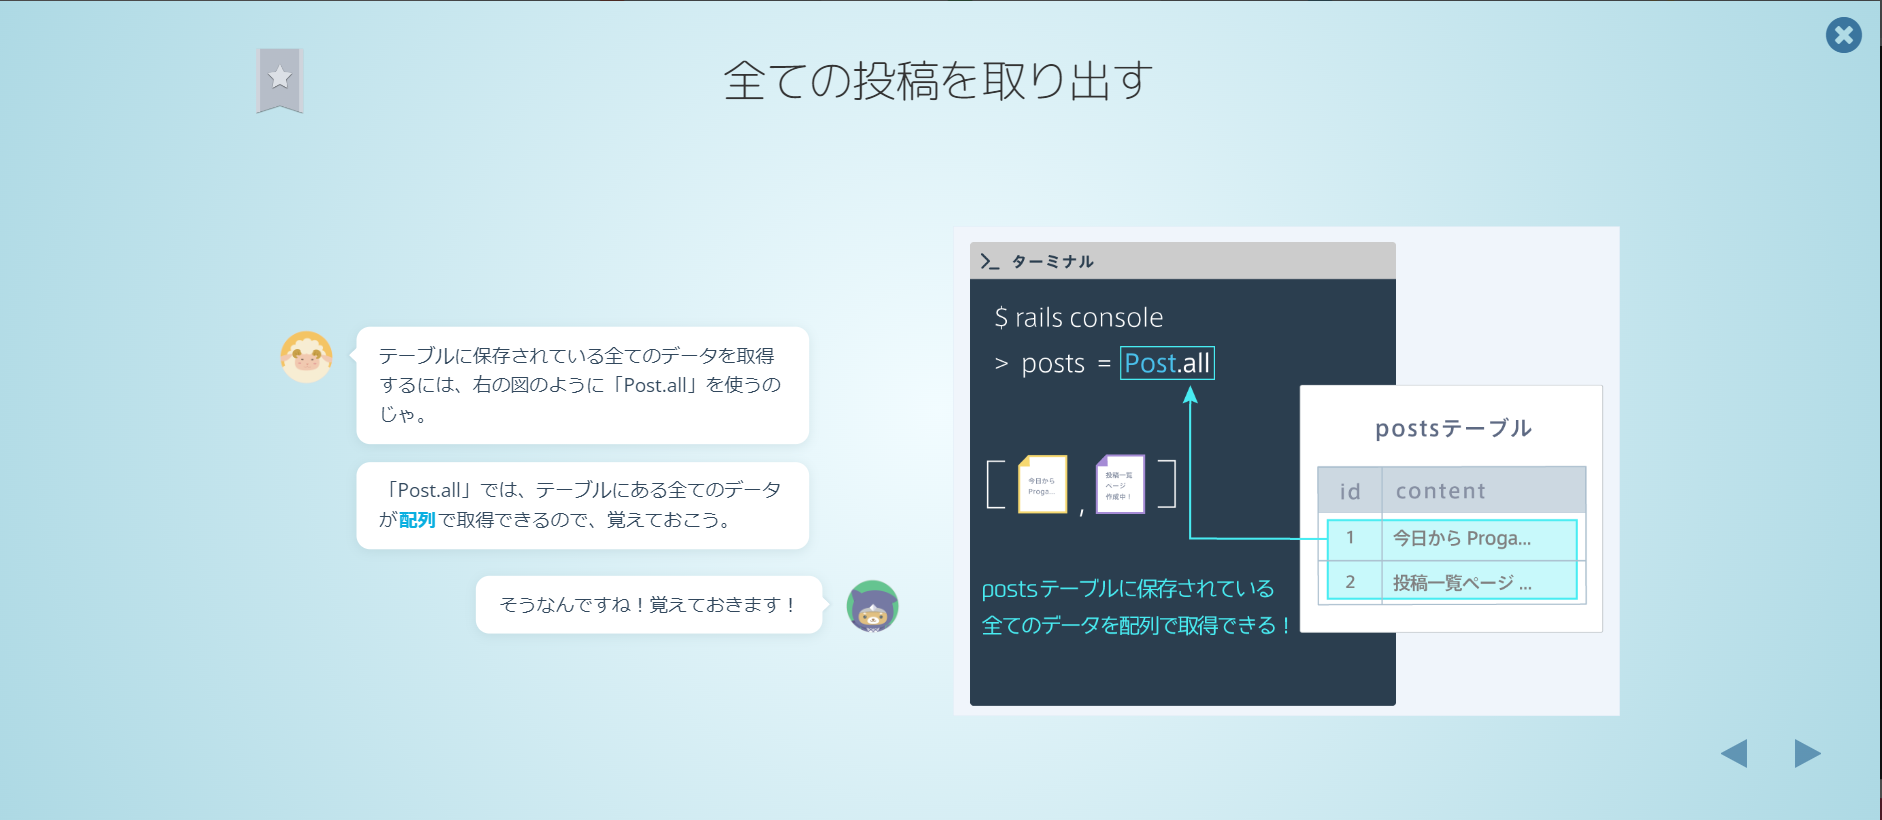 全ての投稿を取り出す
テーブルに保存されている全てのデータを取得
するには、右の図のように「Post.all」を使うの
じゃ。
「Post.all」では、テーブルにある全てのデータ
が配列で取得できるので、覚えておこう。
そうなんですね！覚えておきます！
ターミナル
$ rails console
> posts = Post.all
[
今日から
Proga...
,
投稿一覧
ページ
作成中！
]
postsテーブルに保存されている
全てのデータを配列で取得できる！
postsテーブル
id content
1 今日から Proga...
2 投稿一覧ページ ...